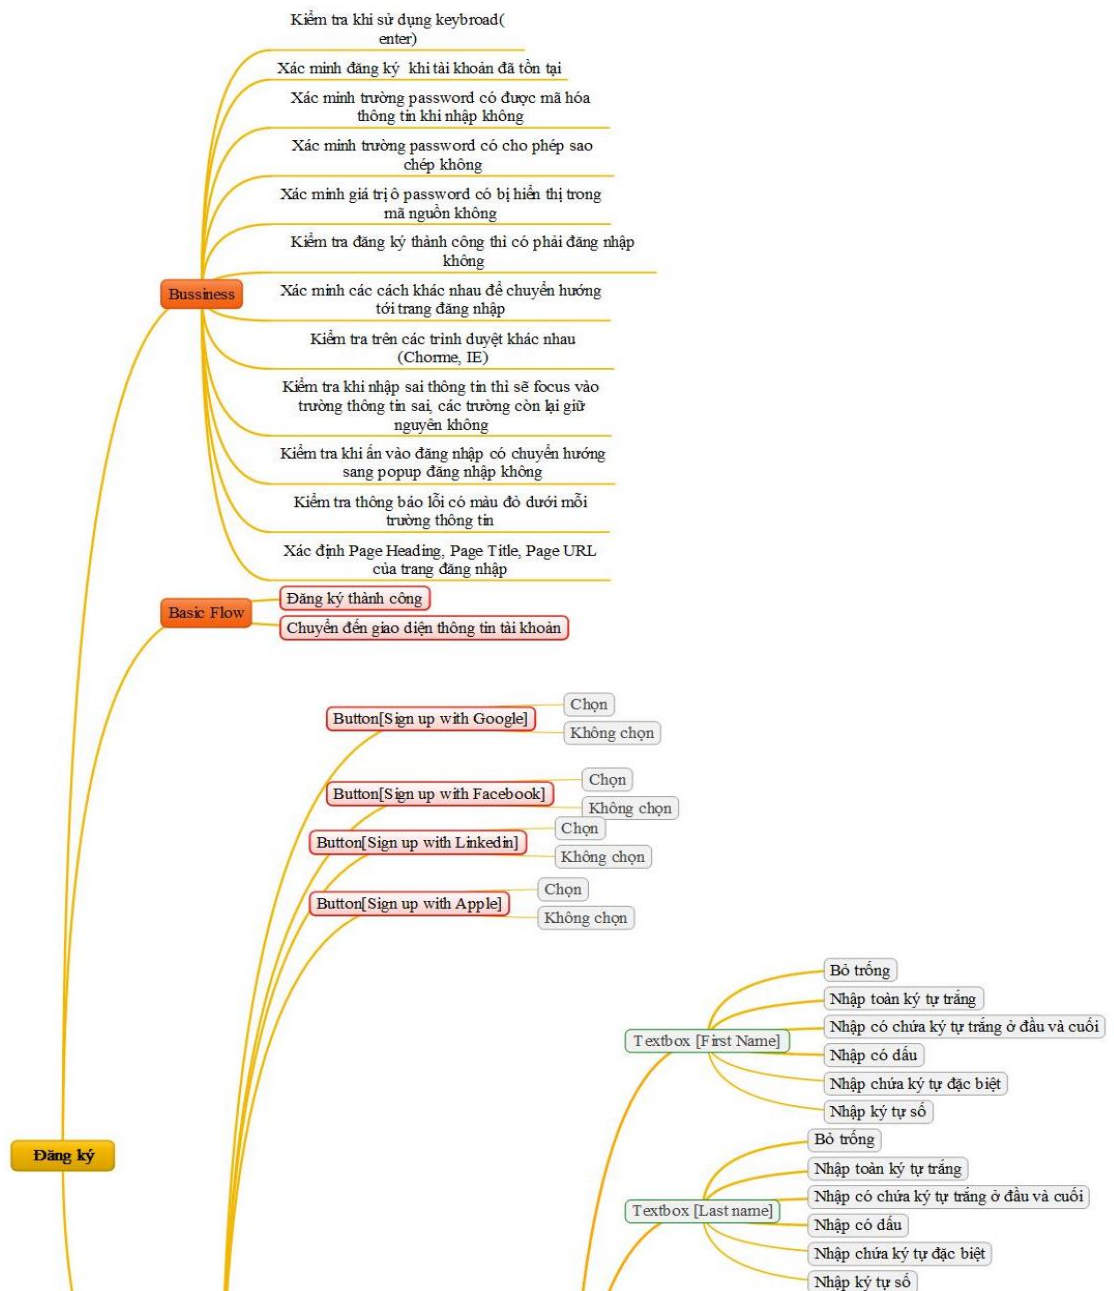 Kiểm tra khi sử dụng keybroad(
enter)
Xác minh đăng ký khi tài khoản đã tồn tại
Xác minh trường password có được mã hóa
thông tin khi nhập không
Xác minh trường password có cho phép sao
chép không
Xác minh giá trị ô password có bị hiển thị trong
mã nguồn không
Kiểm tra đăng ký thành công thì có phải đăng nhập
không
Bussiness
Xác minh các cách khác nhau để chuyển hướng
tới trang đăng nhập
Kiểm tra trên các trình duyệt khác nhau
(Chorme, IE)
Kiểm tra khi nhập sai thông tin thì sẽ focus vào
trường thông tin sai, các trường còn lại giữ
nguyên không
Kiểm tra khi ấn vào đăng nhập có chuyển hướng
sang popup đăng nhập không
Kiểm tra thông báo lỗi có màu đỏ dưới mỗi
trường thông tin
Xác định Page Heading, Page Title, Page URL
của trang đăng nhập
Basic Flow
Đăng ký thành công
Chuyển đến giao diện thông tin tài khoản
Button[Sign up with Google]
Chọn
Không chọn
Button[Sign up with Facebook]
Chọn
Không chọn
Button[Sign up with Linkedin]
Chọn
Không chọn
Button[Sign up with Apple]
Chọn
Không chọn
Textbox [First Name]
Bỏ trống
Nhập toàn ký tự trắng
Nhập có chứa ký tự trắng ở đầu và cuối
Nhập có dấu
Nhập chứa ký tự đặc biệt
Nhập ký tự số
Đăng ký
Textbox [Last name]
Bỏ trống
Nhập toàn ký tự trắng
Nhập có chứa ký tự trắng ở đầu và cuối
Nhập có dấu
Nhập chứa ký tự đặc biệt
Nhập ký tự số